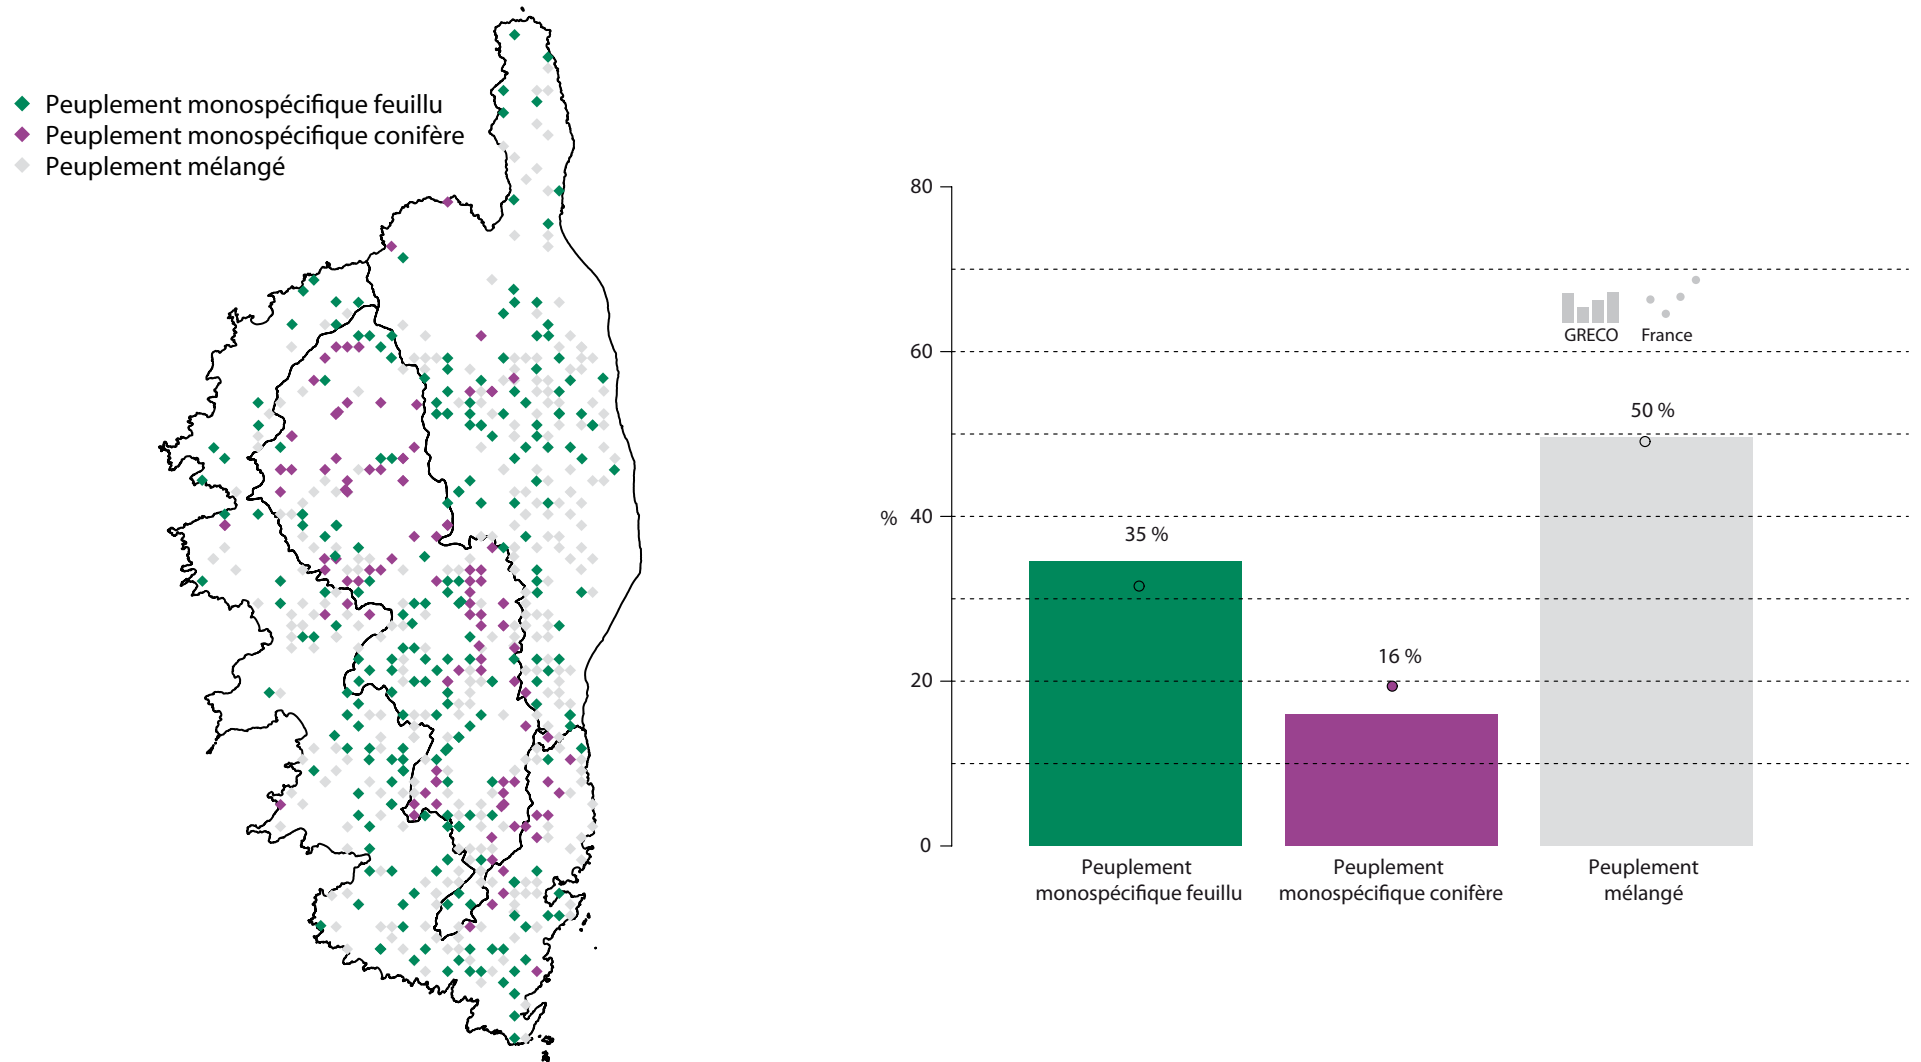 Peuplement monospécifique feuillu
Peuplement monospécifique conifère
Peuplement mélangé
80
60
% 40
20
0
GRECO France
35 %
16 %
50 %
Peuplement
monospécifique feuillu
Peuplement
monospécifique conifère
Peuplement
mélangé